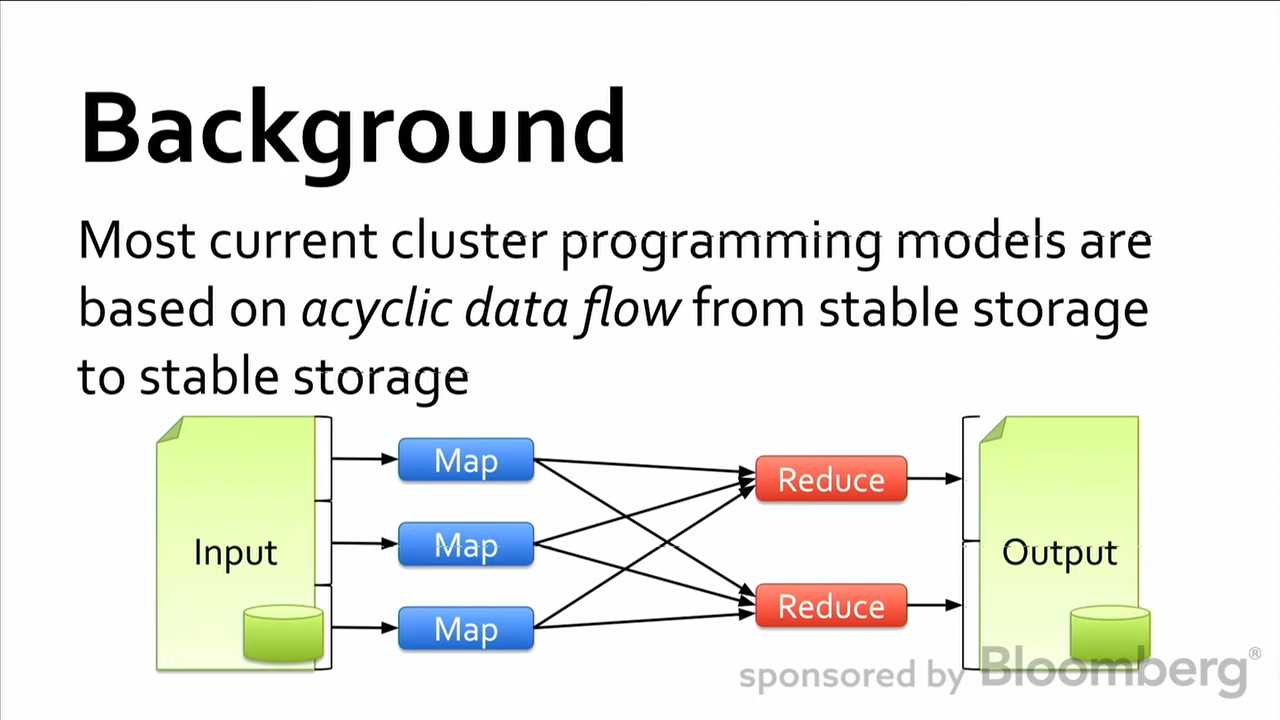 Background
Most current cluster programming models are
based on acyclic data flow from stable storage
to stable storage
Input
Map
Map
Map
Reduce
Reduce
Output
sponsored by Bloomberg®